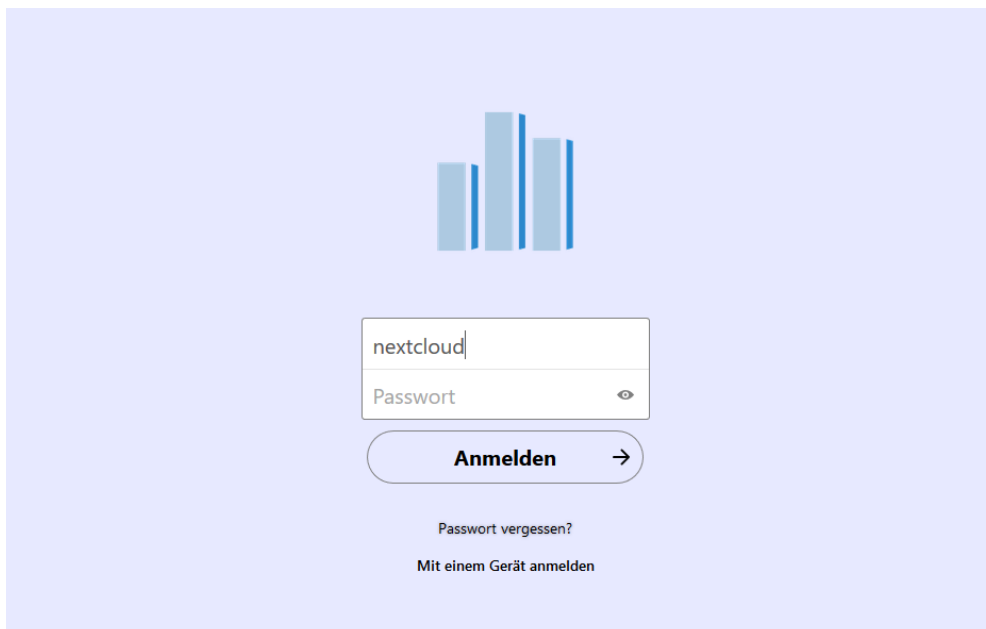 nextcloud
Passwort
Anmelden
Passwort vergessen?
Mit einem Gerät anmelden